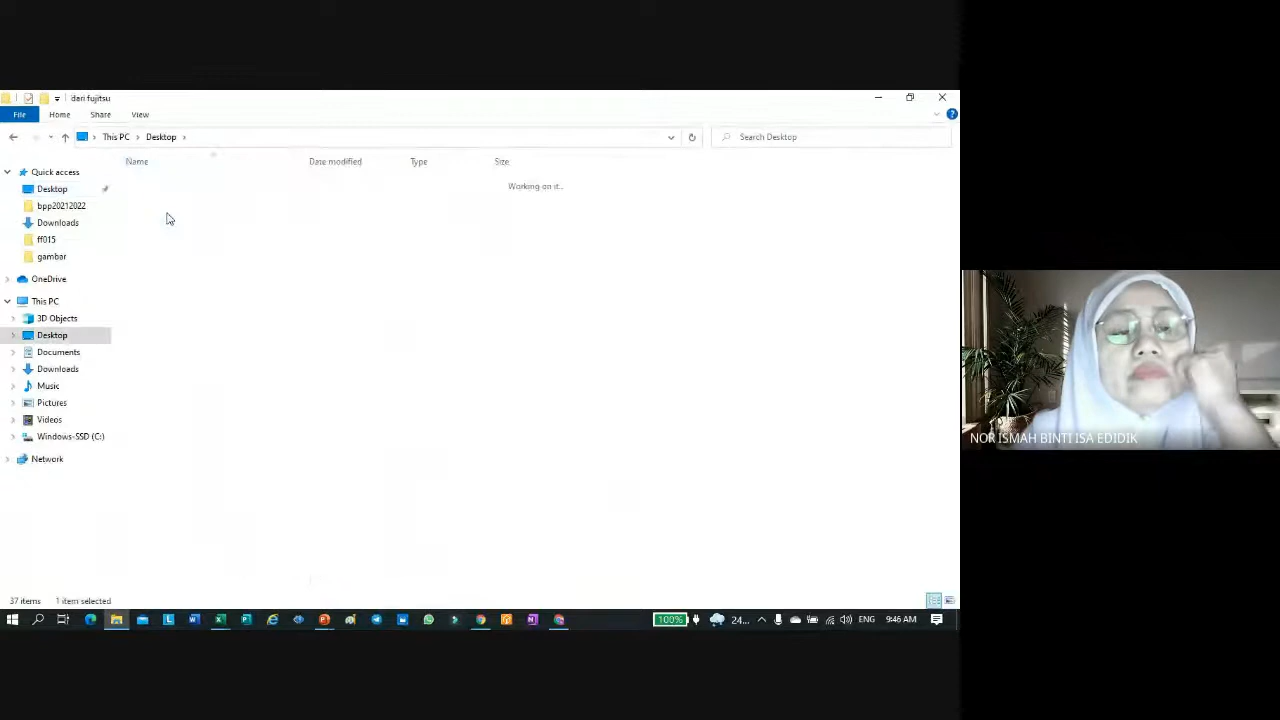 dari fujitsu
File Home Share View
This PC Desktop
Search Desktop
Name Date modified Type Size
Working on it...
Quick access
Desktop
bpp20212022
Downloads
ff015
gambar
OneDrive
This PC
3D Objects
Desktop
Documents
Downloads
Music
Pictures
Videos
Windows-SSD (C:)
Network
NOR ISMAH BINTI ISA EDIDIK
37 items 1 item selected
100% 24... ENG 9:46 AM